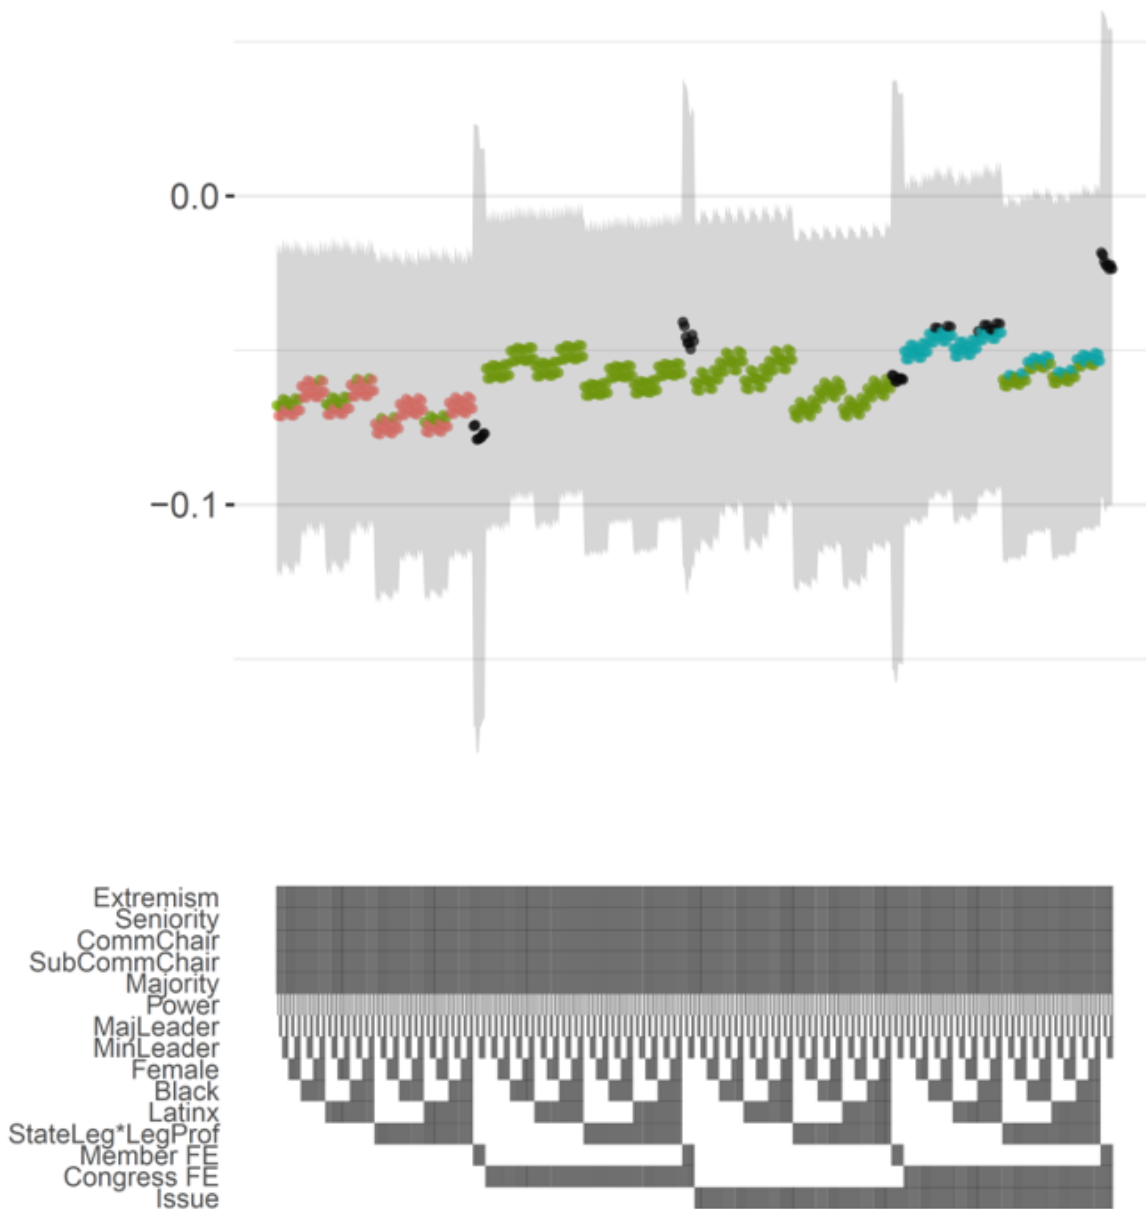 0.0
−0.1
Extremism
Seniority
CommChair
SubCommChair
Majority
Power
MajLeader
MinLeader
Female
Black
Latinx
StateLeg*LegProf
Member FE
Congress FE
Issue